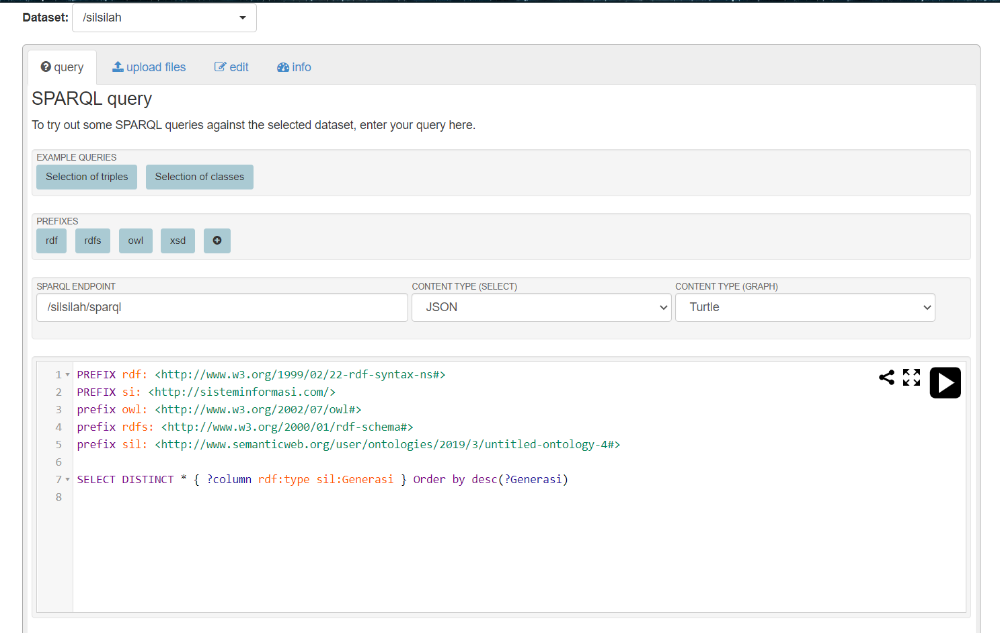 Dataset: /silsilah
query upload files edit info
SPARQL query
To try out some SPARQL queries against the selected dataset, enter your query here.
EXAMPLE QUERIES
Selection of triples Selection of classes
PREFIXES
rdf rdfs owl xsd
SPARQL ENDPOINT CONTENT TYPE (SELECT) CONTENT TYPE (GRAPH)
/silsilah/sparql JSON Turtle
1 PREFIX rdf: <http://www.w3.org/1999/02/22-rdf-syntax-ns#>
2 PREFIX si: <http://sisteminformasi.com/>
3 prefix owl: <http://www.w3.org/2002/07/owl#>
4 prefix rdfs: <http://www.w3.org/2000/01/rdf-schema#>
5 prefix sil: <http://www.semanticweb.org/user/ontologies/2019/3/untitled-ontology-4#>
6
7 SELECT DISTINCT * { ?column rdf:type sil:Generasi } Order by desc(?Generasi)
8